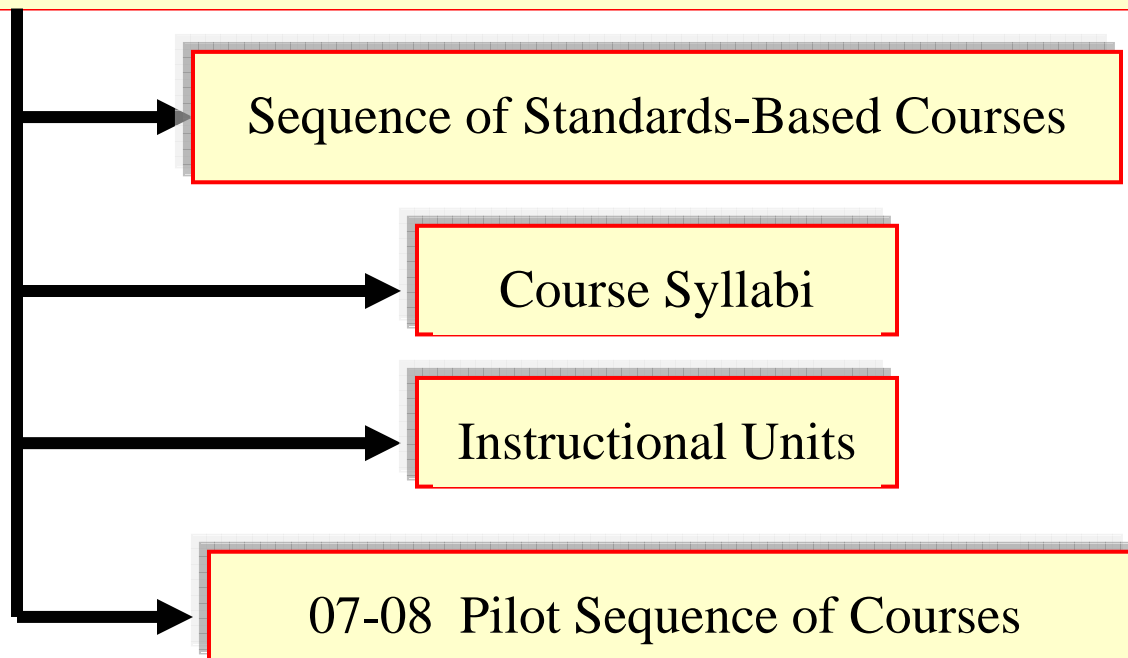 Sequence of Standards-Based Courses
Course Syllabi
Instructional Units
07-08 Pilot Sequence of Courses